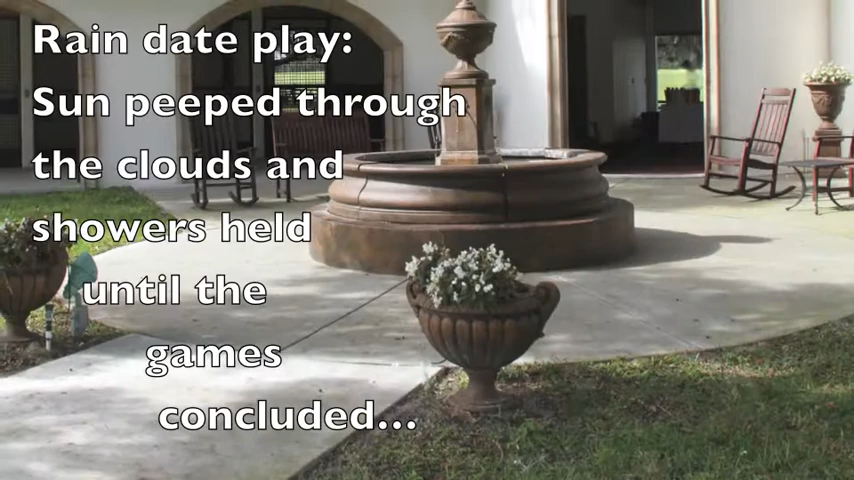 Rain date play:
Sun peeped through
the clouds and
showers held
until the
games
concluded...